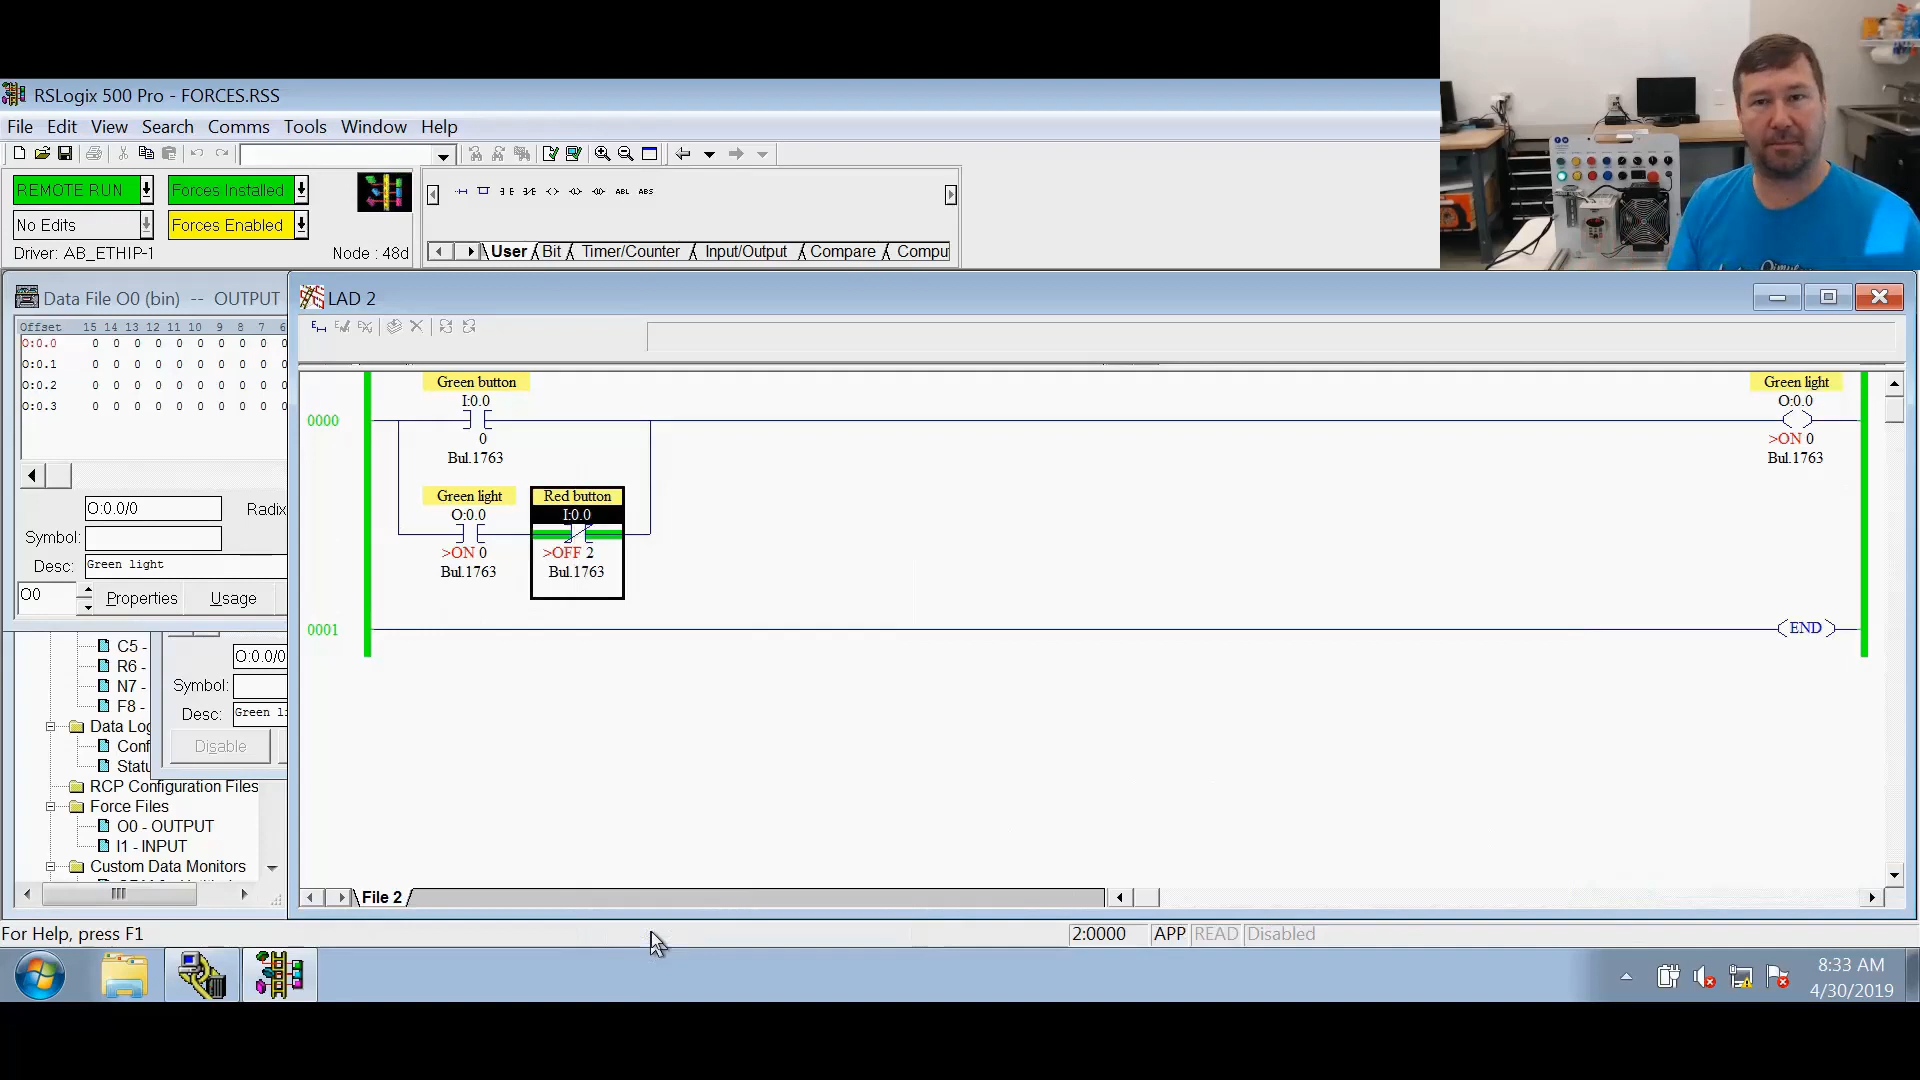 RSLogix 500 Pro - FORCES.RSS
File Edit View Search Comms Tools Window Help
REMOTE RUN Forces Installed
No Edits Forces Enabled
Driver: AB_ETHIP-1 Node : 48d
ABL ABS
User Bit Timer/Counter Input/Output Compare Compu
Data File O0 (bin) -- OUTPUT
Offset 15 14 13 12 11 10 9 8 7 6
O:0.0 0 0 0 0 0 0 0 0 0 0
O:0.1 0 0 0 0 0 0 0 0 0 0
O:0.2 0 0 0 0 0 0 0 0 0 0
O:0.3 0 0 0 0 0 0 0 0 0 0
O:0.0/0 Radix
Symbol:
Desc: Green light
O0 Properties Usage
C5 -
R6 -
N7 -
F8 -
O:0.0/0
Symbol:
Desc: Green li
Disable
Data Log
Conf
Statu
RCP Configuration Files
Force Files
O0 - OUTPUT
I1 - INPUT
Custom Data Monitors
LAD 2
Green button
I:0.0
0000
0
Bul.1763
Green light
O:0.0
>ON 0
Bul.1763
Green light
O:0.0
>ON 0
Bul.1763
Red button
I:0.0
>OFF 2
Bul.1763
0001
END
File 2
For Help, press F1
2:0000 APP READ Disabled
8:33 AM
4/30/2019